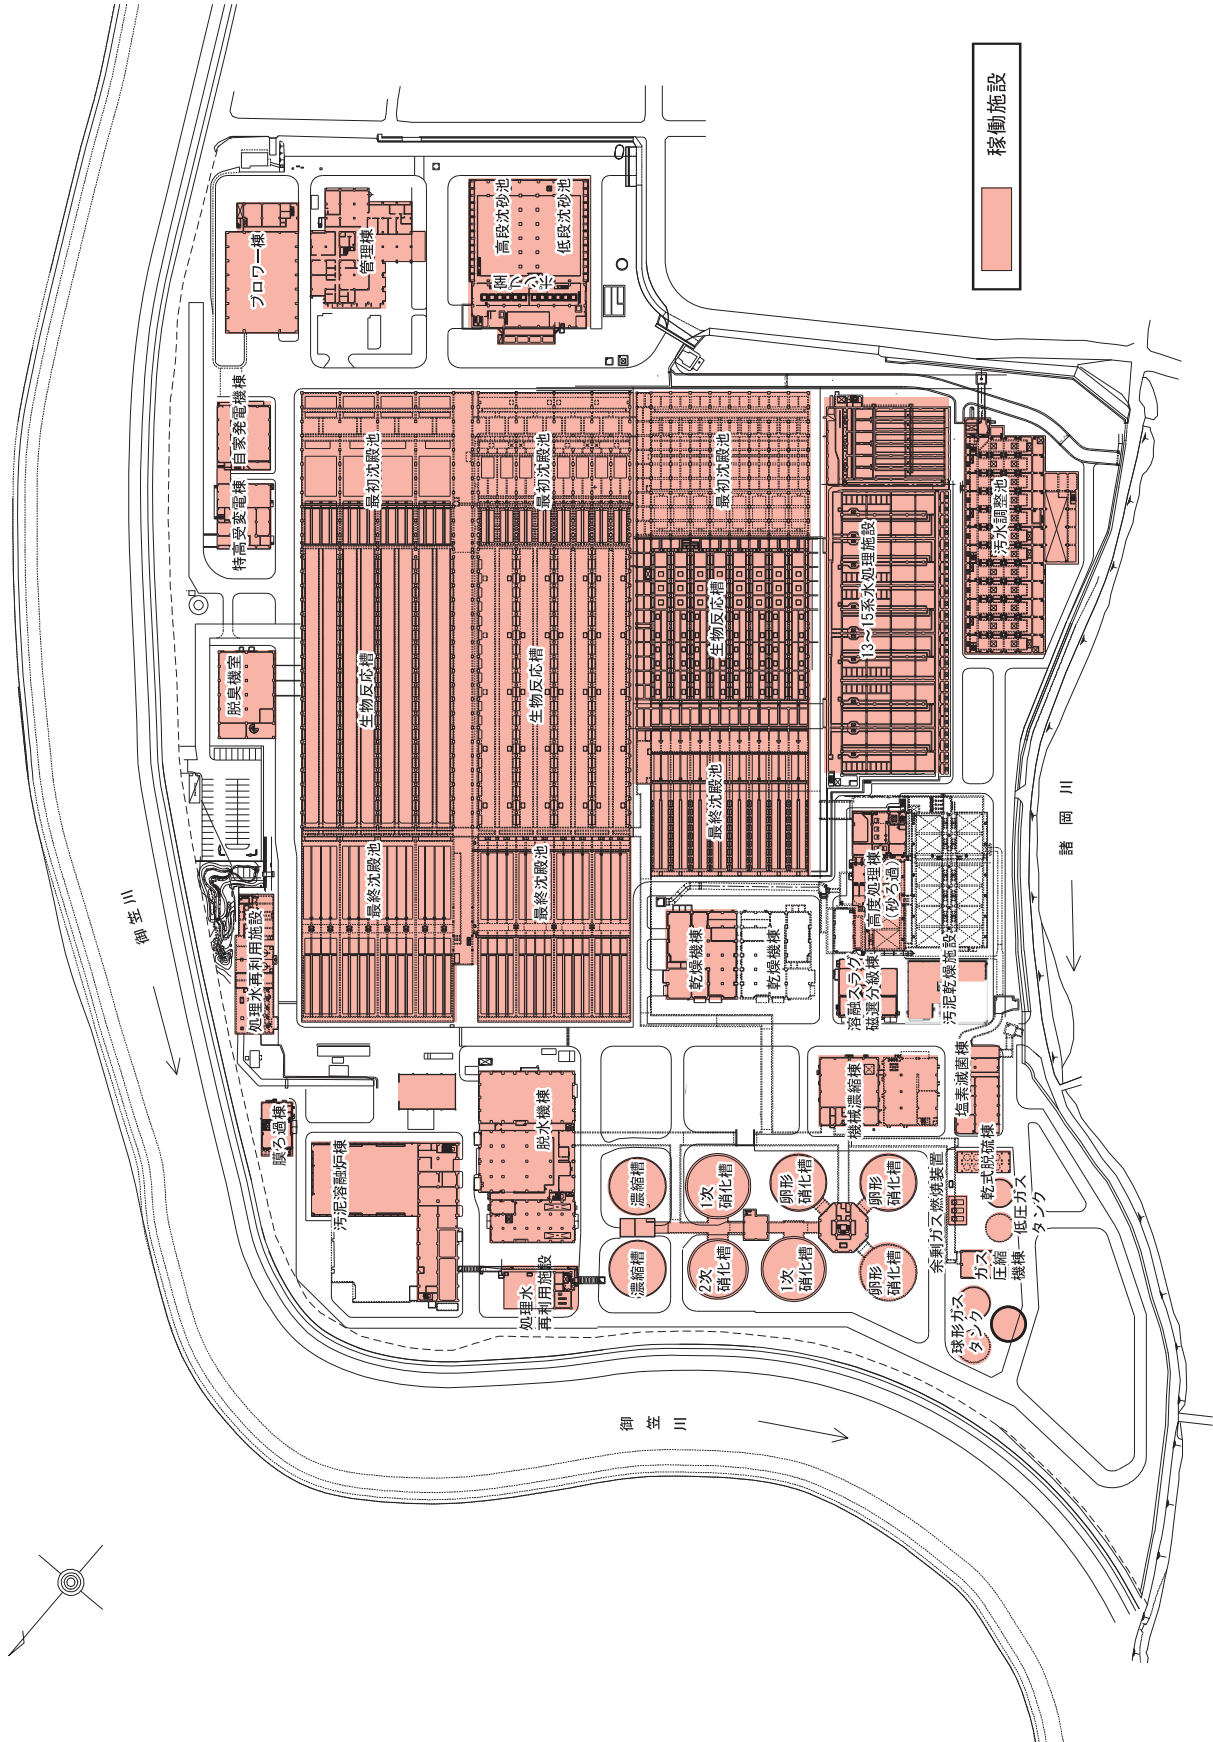 稼働施設
ブロワー棟
管理棟
高段沈砂池
低段沈砂池
ポンプ棟
自家発電機棟
特高受変電棟
脱臭機室
処理水再利用施設
膜ろ過棟
最初沈殿池
最初沈殿池
最初沈殿池
生物反応槽
生物反応槽
生物反応槽
最終沈殿池
最終沈殿池
最終沈殿池
13～15系水処理施設
汚水調整池
高度処理棟
(砂ろ過)
乾燥機棟
乾燥機棟
溶融スラグ
磁選分級棟
汚泥乾燥施設
機械濃縮棟
塩素滅菌棟
脱水機棟
汚泥溶融炉棟
処理水
再利用施設
濃縮槽
濃縮槽
1次
硝化槽
2次
硝化槽
1次
硝化槽
卵形
硝化槽
卵形
硝化槽
卵形
硝化槽
余剰ガス燃焼装置
乾式脱硫棟
低圧ガス
タンク
ガス
圧縮
機棟
球形ガス
タンク
御笠川
御笠川
諸岡川